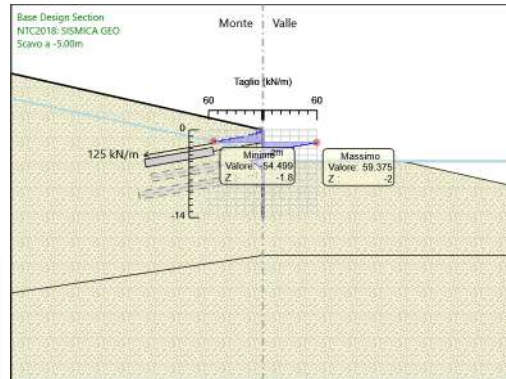 Base Design Section
NTC2018: SISMICA GEO
Scavo a -5.00m
Monte
Valle
Taglio (kN/m)
60
60
0
125 kN/m
-14
Minimo
Valore: -54.499
Z -1.8
Massimo
Valore: 59.375
Z -2